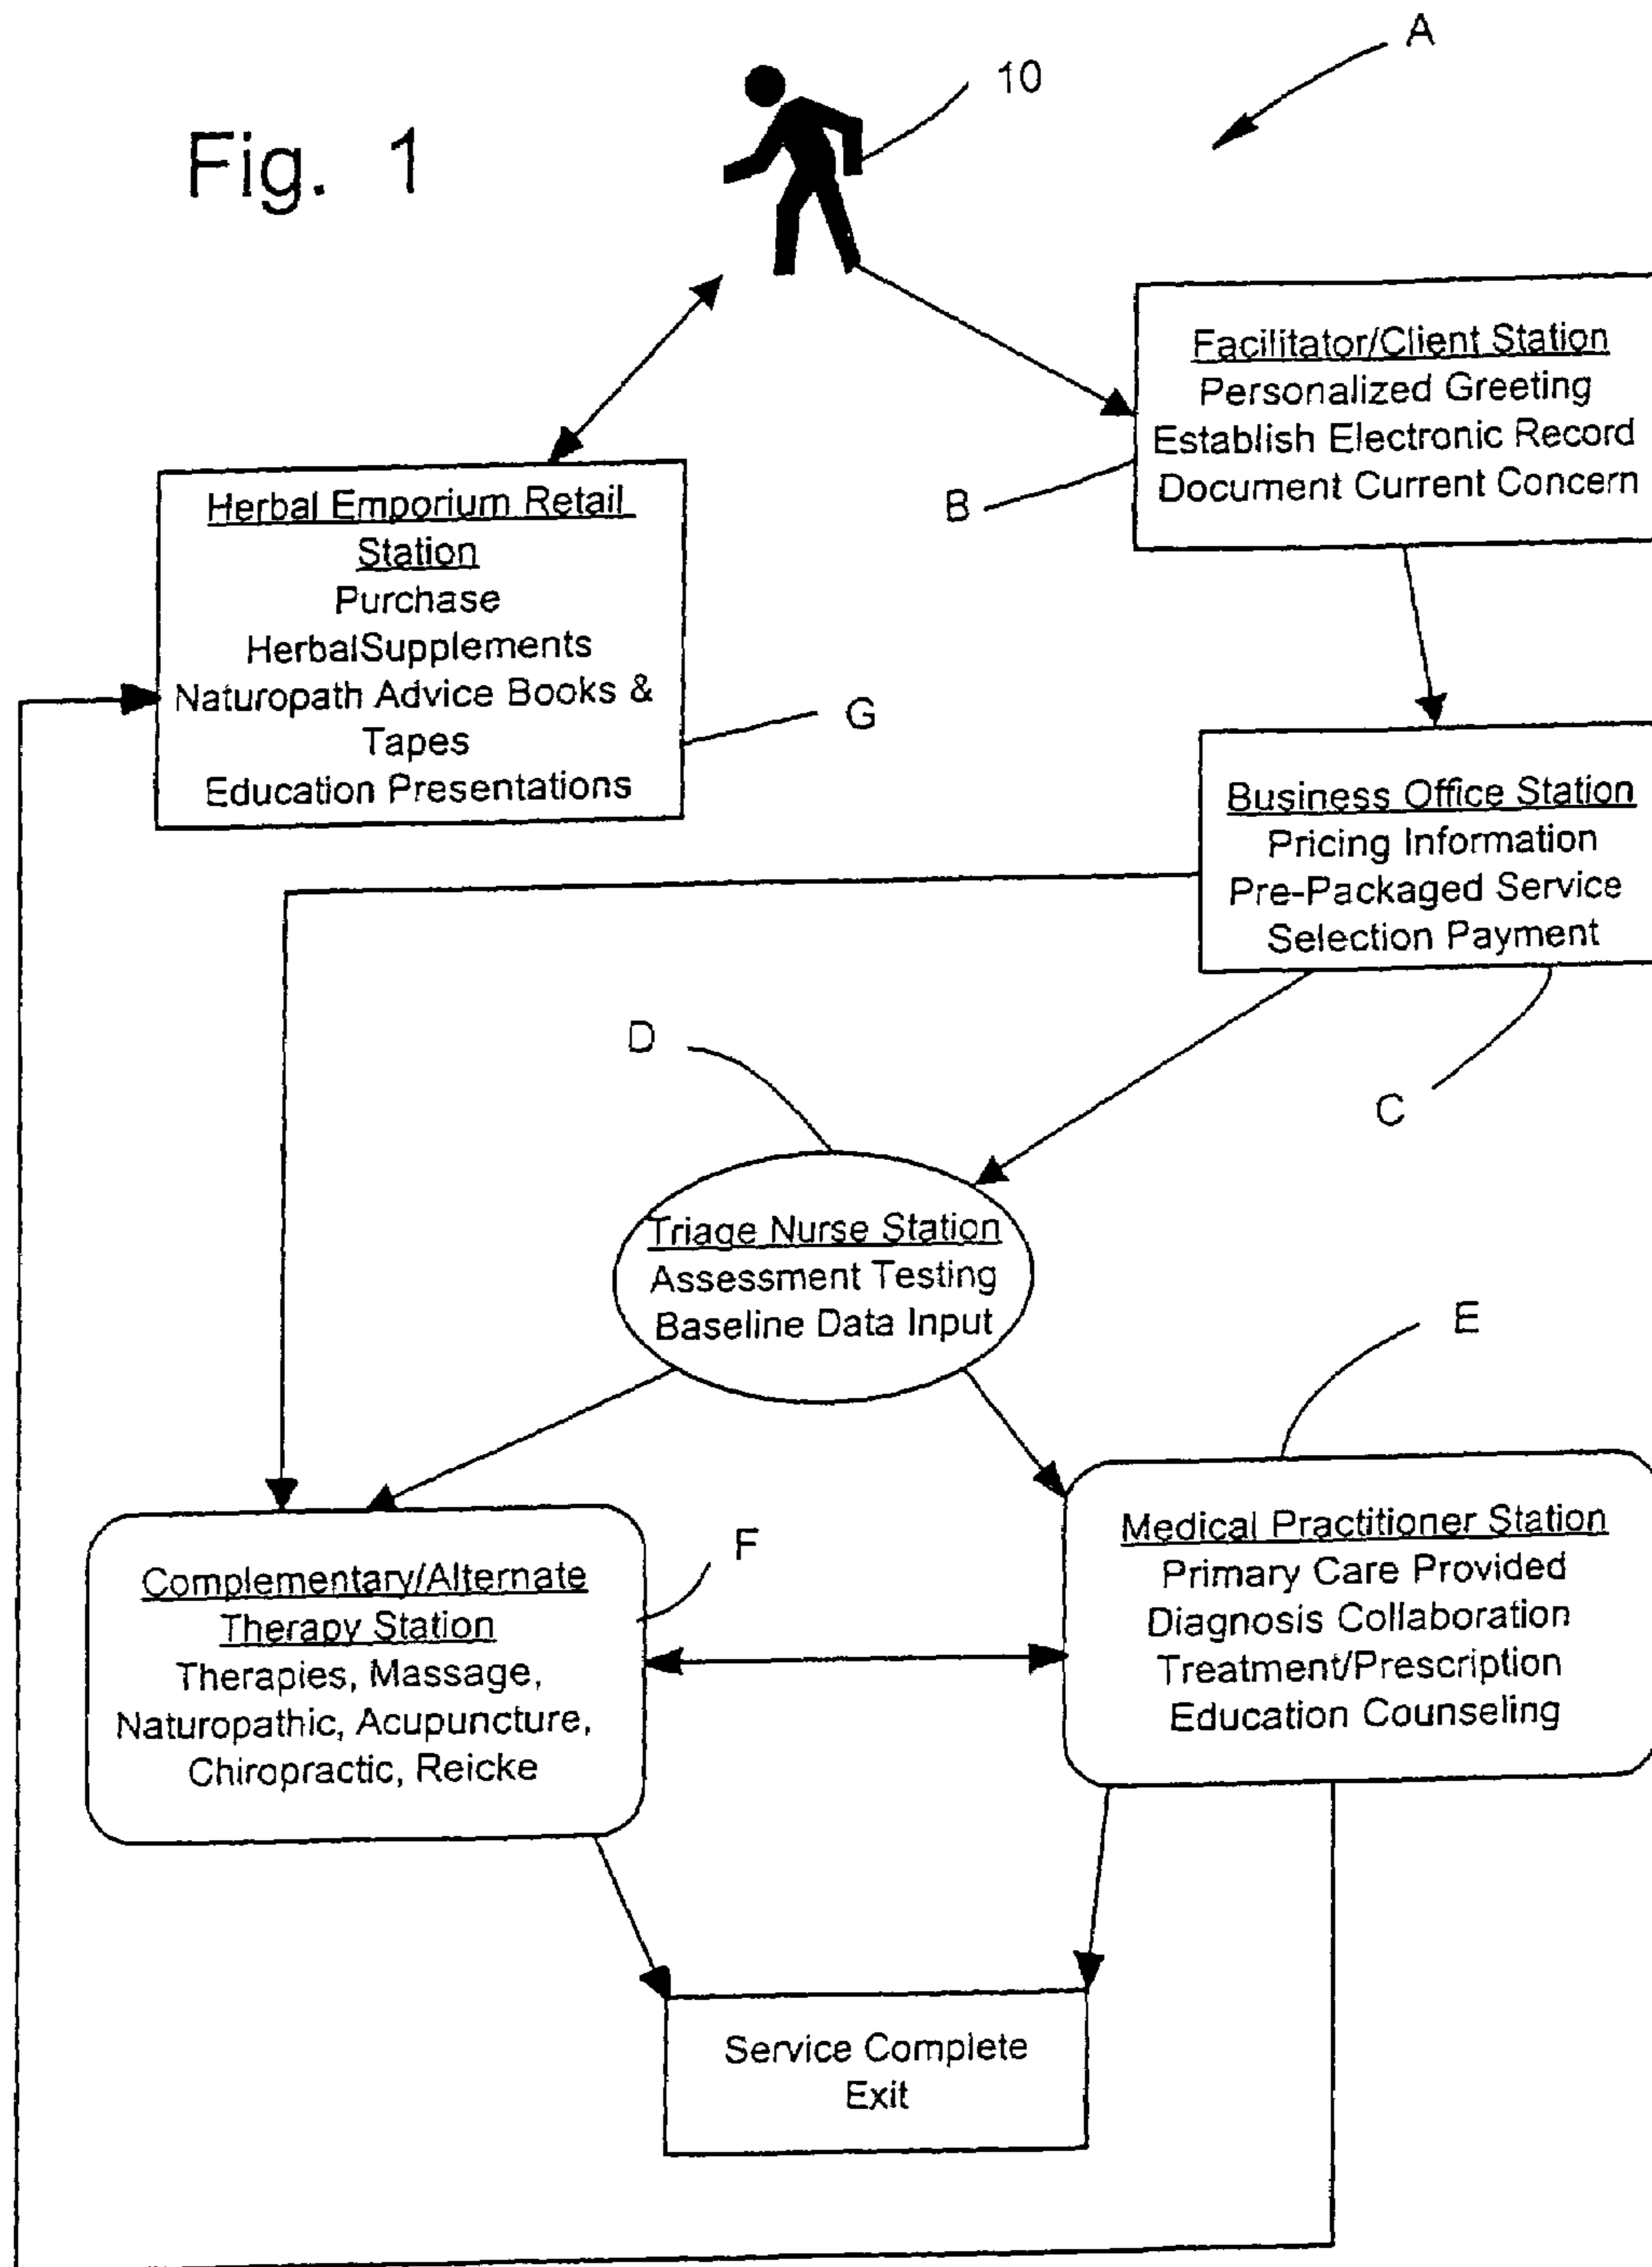 A
10
Fig. 1
Facilitator/Client Station
Personalized Greeting
Establish Electronic Record
Document Current Concern
B
Herbal Emporium Retail
Station
Purchase
HerbalSupplements
Naturopath Advice Books &
Tapes
Education Presentations
G
Business Office Station
Pricing Information
Pre-Packaged Service
Selection Payment
C
D
Triage Nurse Station
Assessment Testing
Baseline Data Input
E
Medical Practitioner Station
Primary Care Provided
Diagnosis Collaboration
Treatment/Prescription
Education Counseling
F
Complementary/Alternate
Therapy Station
Therapies, Massage,
Naturopathic, Acupuncture,
Chiropractic, Reicke
Service Complete
Exit